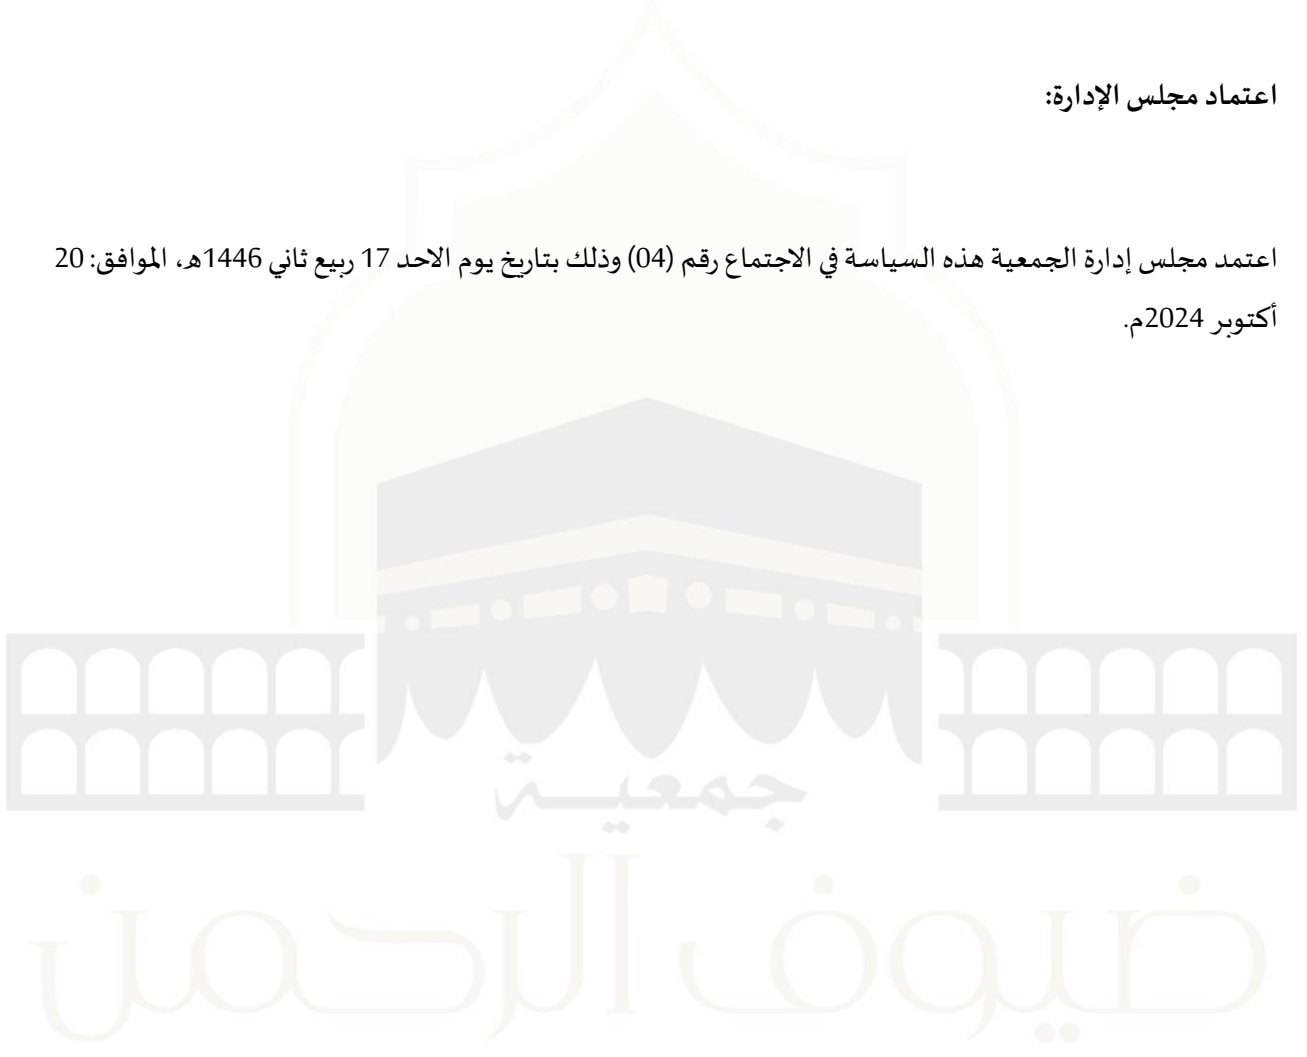 اعتماد مجلس الإدارة:
اعتمد مجلس إدارة الجمعية هذه السياسة في الاجتماع رقم (04) وذلك بتاريخ يوم الاحد 17 ربيع ثاني 1446هـ، الموافق: 20
أكتوبر 2024م.
جمعية
ضيوف الرحمن